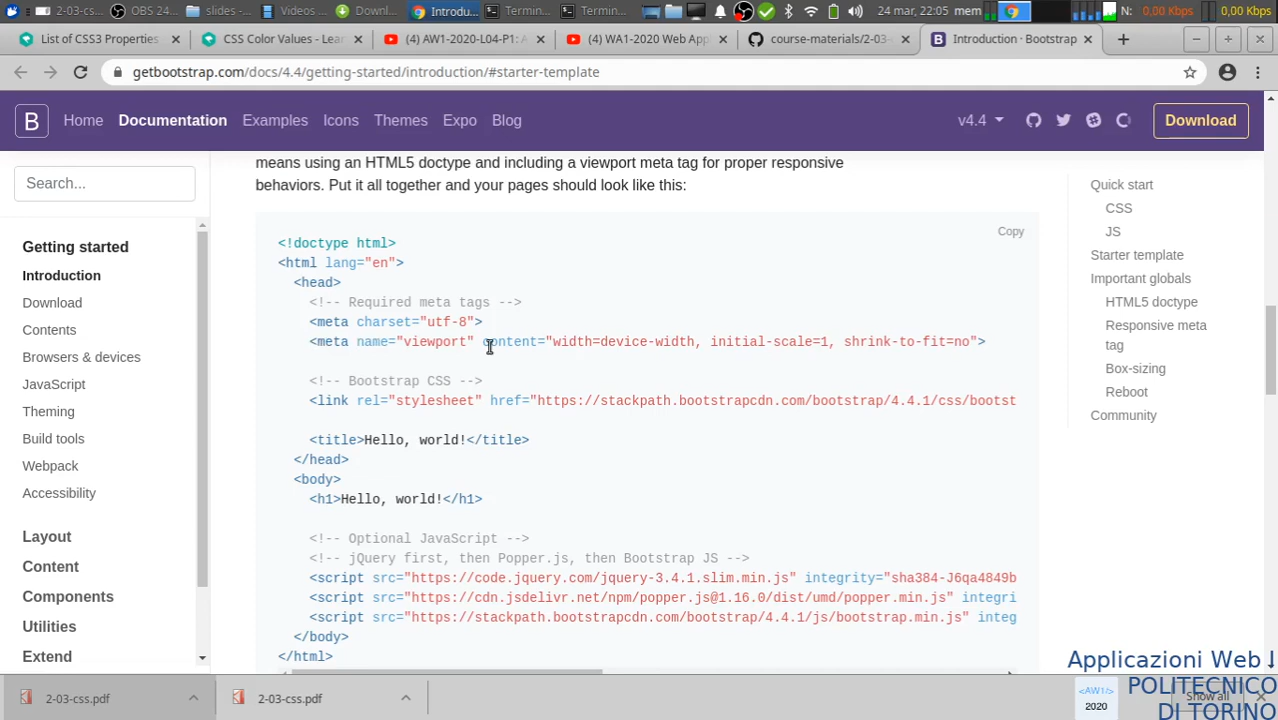 2-03-cs...
OBS 24...
slides -...
Videos...
Downl...
Introdu...
Termin...
Termin...
24 mar, 22:05
mem
N:
0,00 Kbps
0,00 Kbps
List of CSS3 Properties
CSS Color Values - Lear
(4) AW1-2020-L04-P1: A
(4) WA1-2020 Web App
course-materials/2-03-
Introduction · Bootstrap
getbootstrap.com/docs/4.4/getting-started/introduction/#starter-template
B
Home
Documentation
Examples
Icons
Themes
Expo
Blog
v4.4
Download
Search...
Getting started
Introduction
Download
Contents
Browsers & devices
JavaScript
Theming
Build tools
Webpack
Accessibility
Layout
Content
Components
Utilities
Extend
means using an HTML5 doctype and including a viewport meta tag for proper responsive
behaviors. Put it all together and your pages should look like this:
Copy
<!doctype html>
<html lang="en">
<head>
<!-- Required meta tags -->
<meta charset="utf-8">
<meta name="viewport" content="width=device-width, initial-scale=1, shrink-to-fit=no">
<!-- Bootstrap CSS -->
<link rel="stylesheet" href="https://stackpath.bootstrapcdn.com/bootstrap/4.4.1/css/bootst
<title>Hello, world!</title>
</head>
<body>
<h1>Hello, world!</h1>
<!-- Optional JavaScript -->
<!-- jQuery first, then Popper.js, then Bootstrap JS -->
<script src="https://code.jquery.com/jquery-3.4.1.slim.min.js" integrity="sha384-J6qa4849b
<script src="https://cdn.jsdelivr.net/npm/popper.js@1.16.0/dist/umd/popper.min.js" integri
<script src="https://stackpath.bootstrapcdn.com/bootstrap/4.4.1/js/bootstrap.min.js" integ
</body>
</html>
Quick start
CSS
JS
Starter template
Important globals
HTML5 doctype
Responsive meta
tag
Box-sizing
Reboot
Community
2-03-css.pdf
2-03-css.pdf
Show all
<AW1/>
2020
Applicazioni Web I
POLITECNICO
DI TORINO